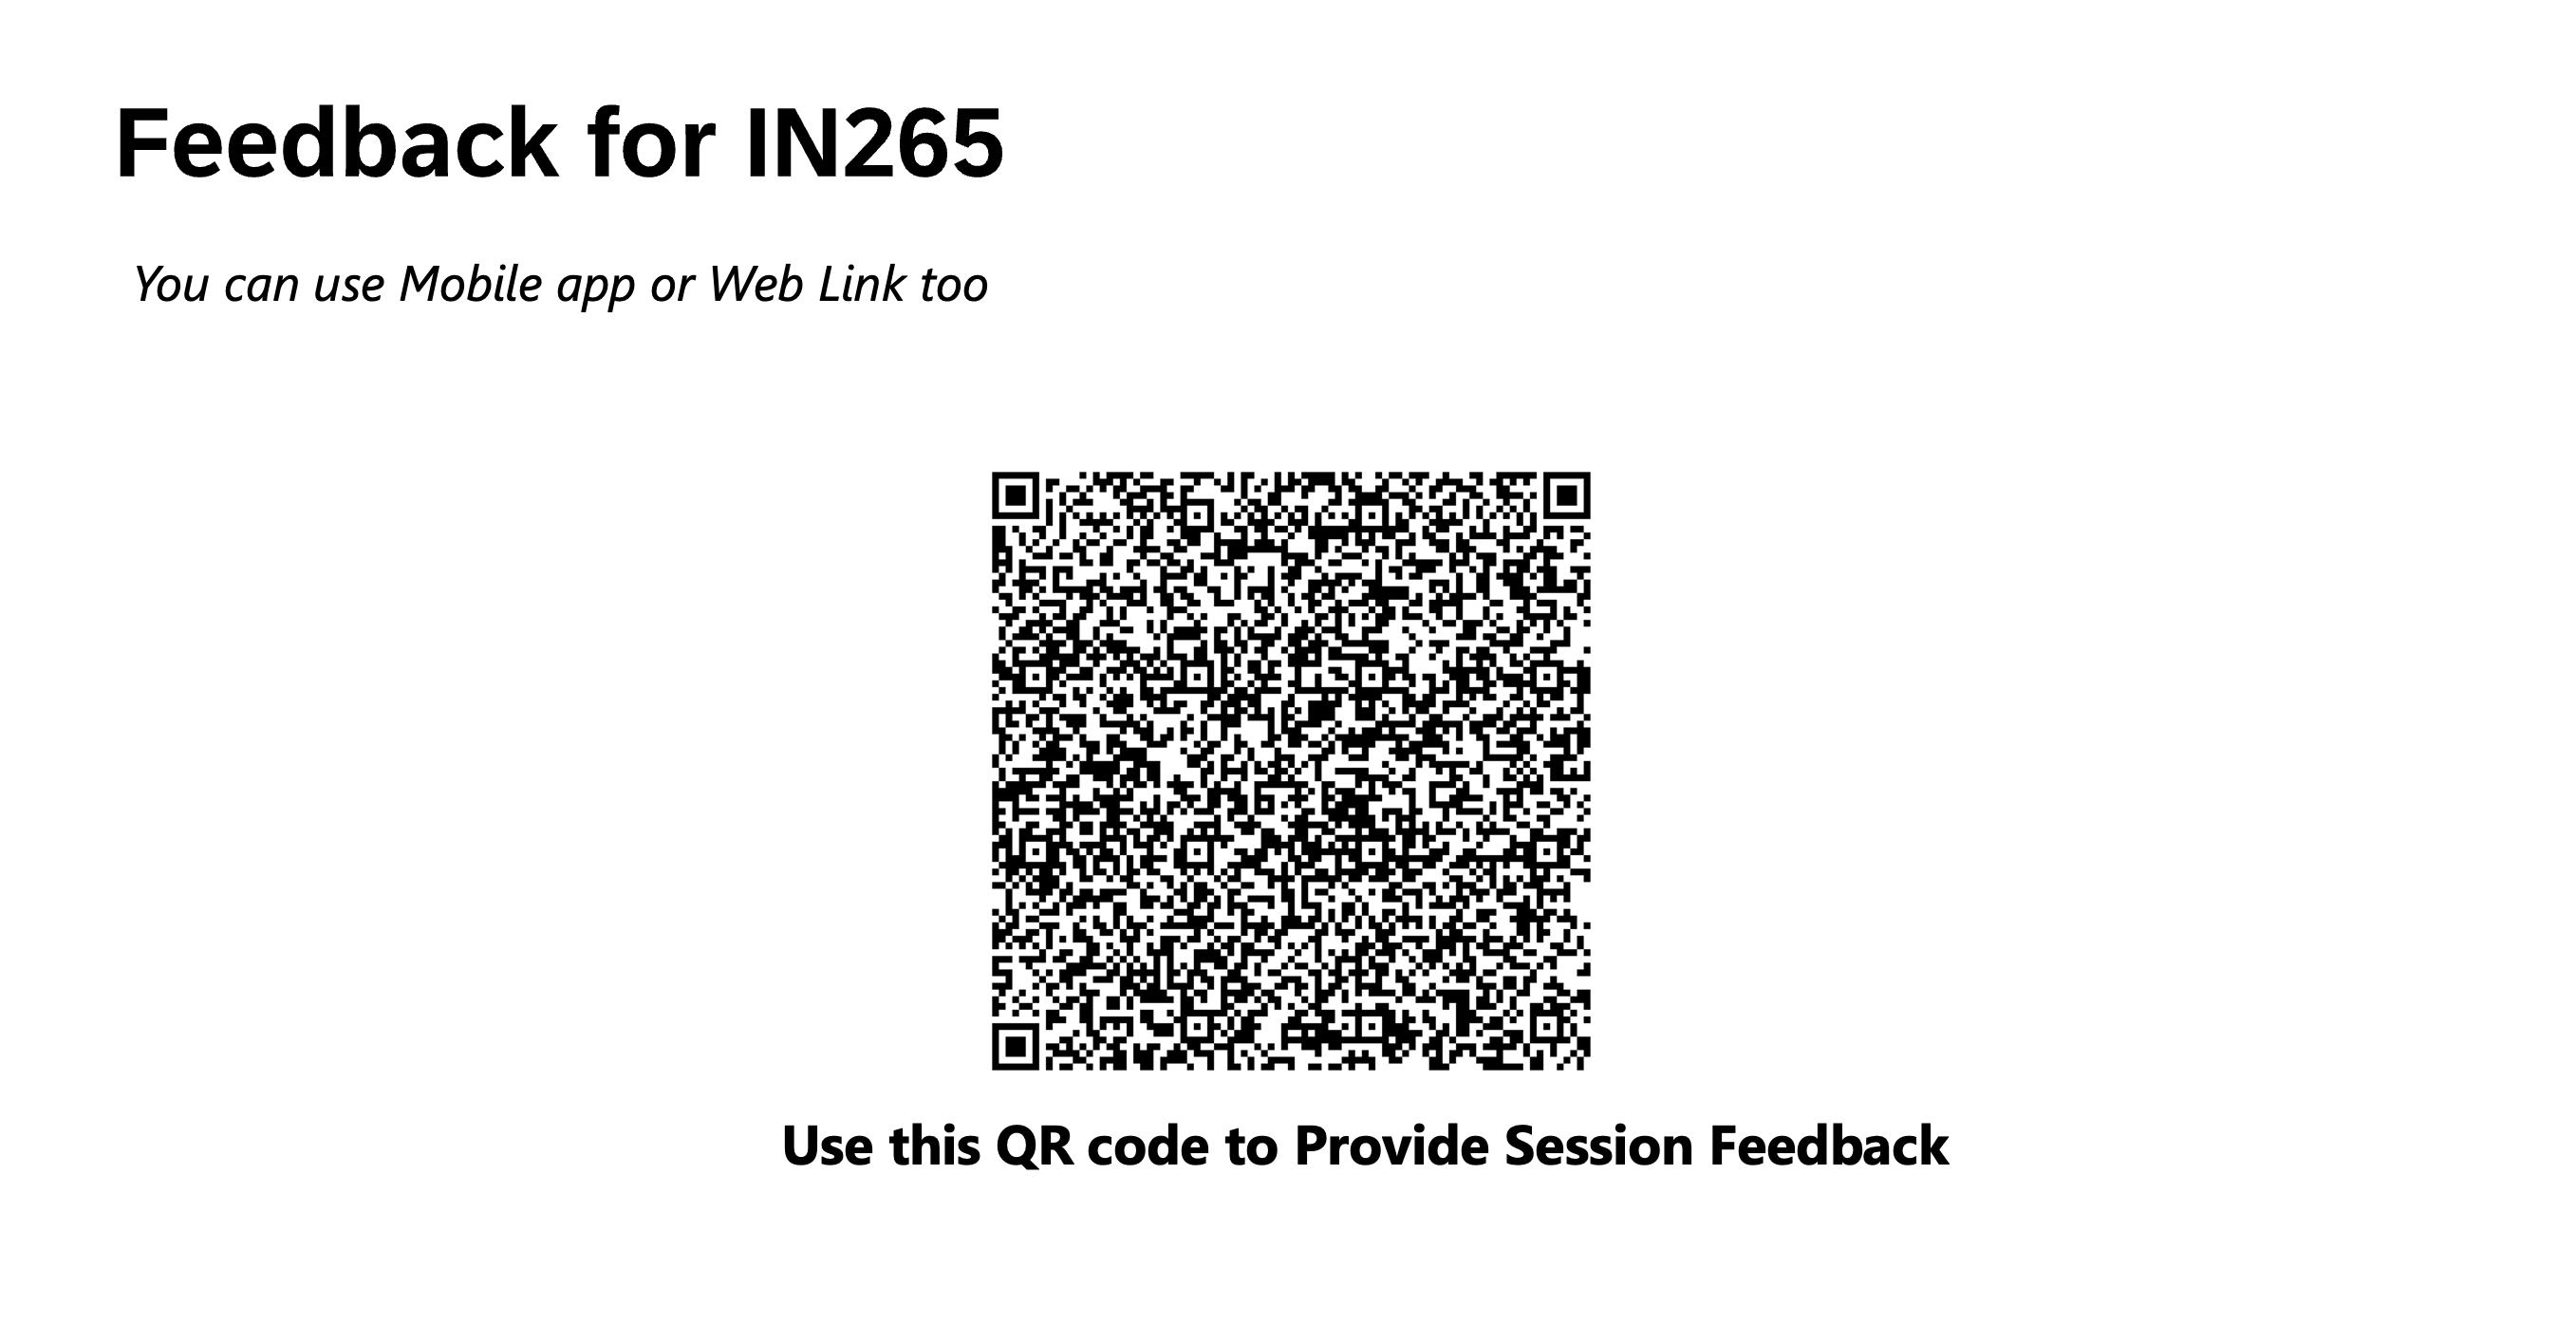 Feedback for IN265
You can use Mobile app or Web Link too
Use this QR code to Provide Session Feedback